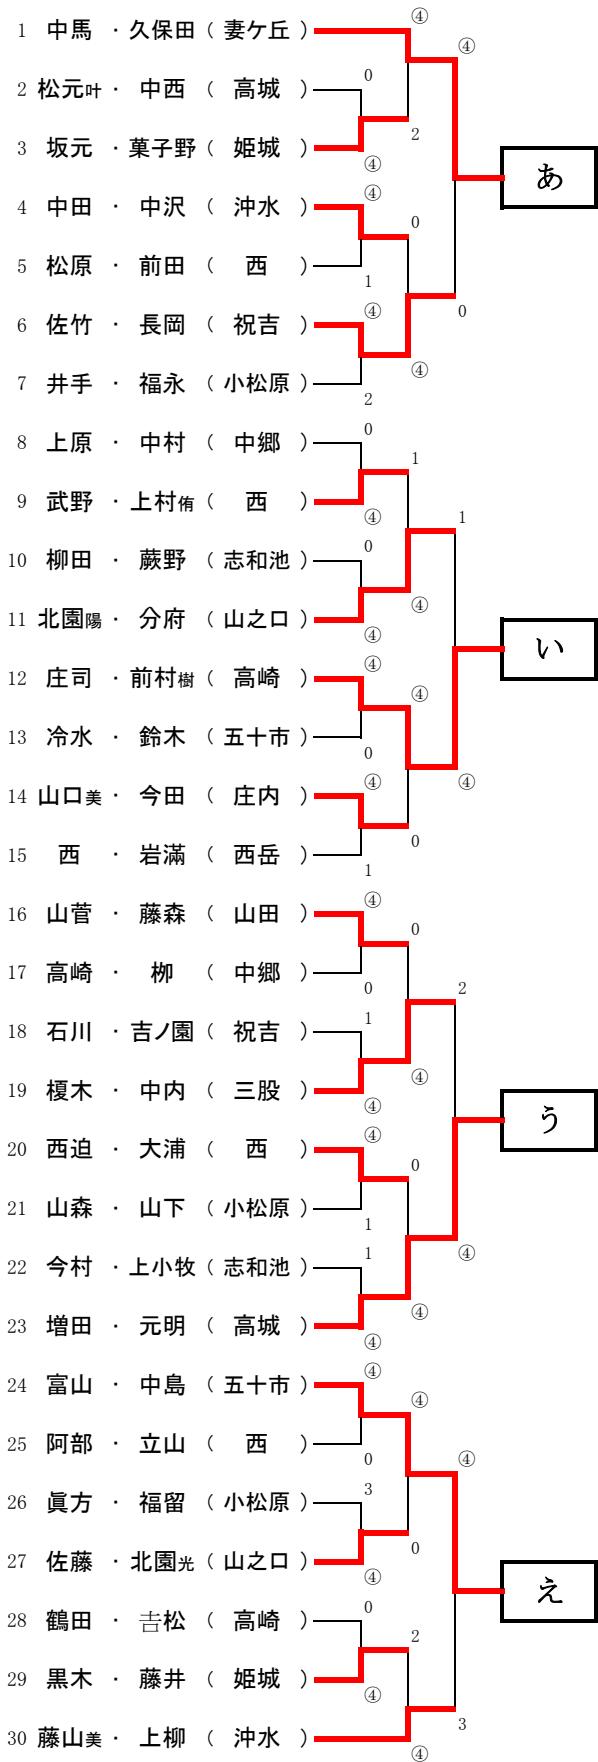 ④
1 中馬 ・ 久保田 ( 妻ケ丘 )
④
0
2 松元叶 ・ 中西 ( 高城 )
2
3 坂元 ・ 菓子野 ( 姫城 )
④
あ
④
4 中田 ・ 中沢 ( 沖水 )
0
5 松原 ・ 前田 ( 西 )
1
④
0
6 佐竹 ・ 長岡 ( 祝吉 )
④
7 井手 ・ 福永 ( 小松原 )
2
0
8 上原 ・ 中村 ( 中郷 )
1
9 武野 ・ 上村侑 ( 西 )
④
1
0
10 柳田 ・ 蕨野 ( 志和池 )
④
11 北園陽 ・ 分府 ( 山之口 )
④
い
④
12 庄司 ・ 前村樹 ( 高崎 )
④
13 冷水 ・ 鈴木 ( 五十市 )
0
④
④
14 山口美 ・ 今田 ( 庄内 )
0
15 西 ・ 岩滿 ( 西岳 )
1
④
16 山菅 ・ 藤森 ( 山田 )
0
17 高崎 ・ 栁 ( 中郷 )
0
2
1
18 石川 ・ 吉ノ園 ( 祝吉 )
④
19 榎木 ・ 中内 ( 三股 )
④
う
④
20 西迫 ・ 大浦 ( 西 )
0
21 山森 ・ 山下 ( 小松原 )
1
1
④
22 今村 ・ 上小牧 ( 志和池 )
④
23 増田 ・ 元明 ( 高城 )
④
④
24 富山 ・ 中島 ( 五十市 )
④
25 阿部 ・ 立山 ( 西 )
0
④
3
26 眞方 ・ 福留 ( 小松原 )
0
27 佐藤 ・ 北園光 ( 山之口 )
④
え
0
28 鶴田 ・ 𠮷松 ( 高崎 )
2
29 黒木 ・ 藤井 ( 姫城 )
④
3
30 藤山美 ・ 上柳 ( 沖水 )
④